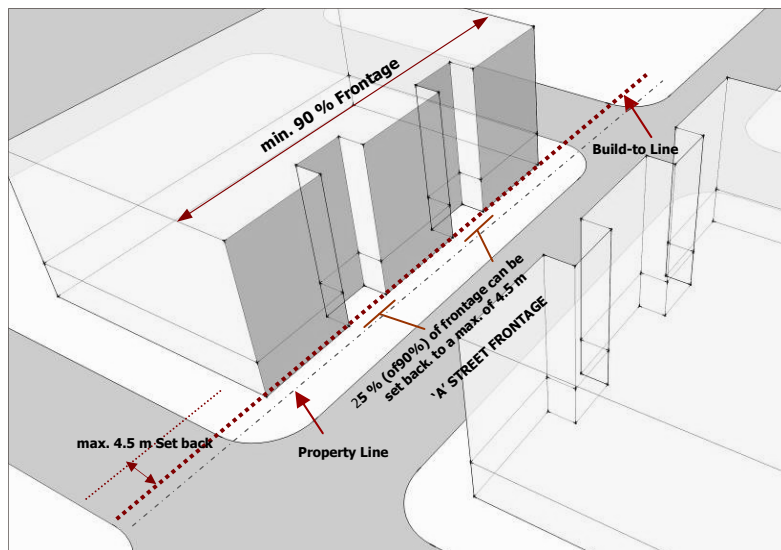 min. 90 % Frontage
Build-to Line
25 % (of90%) of frontage can be
set back. to a max. of 4.5 m
‘A’ STREET FRONTAGE
max. 4.5 m Set back
Property Line